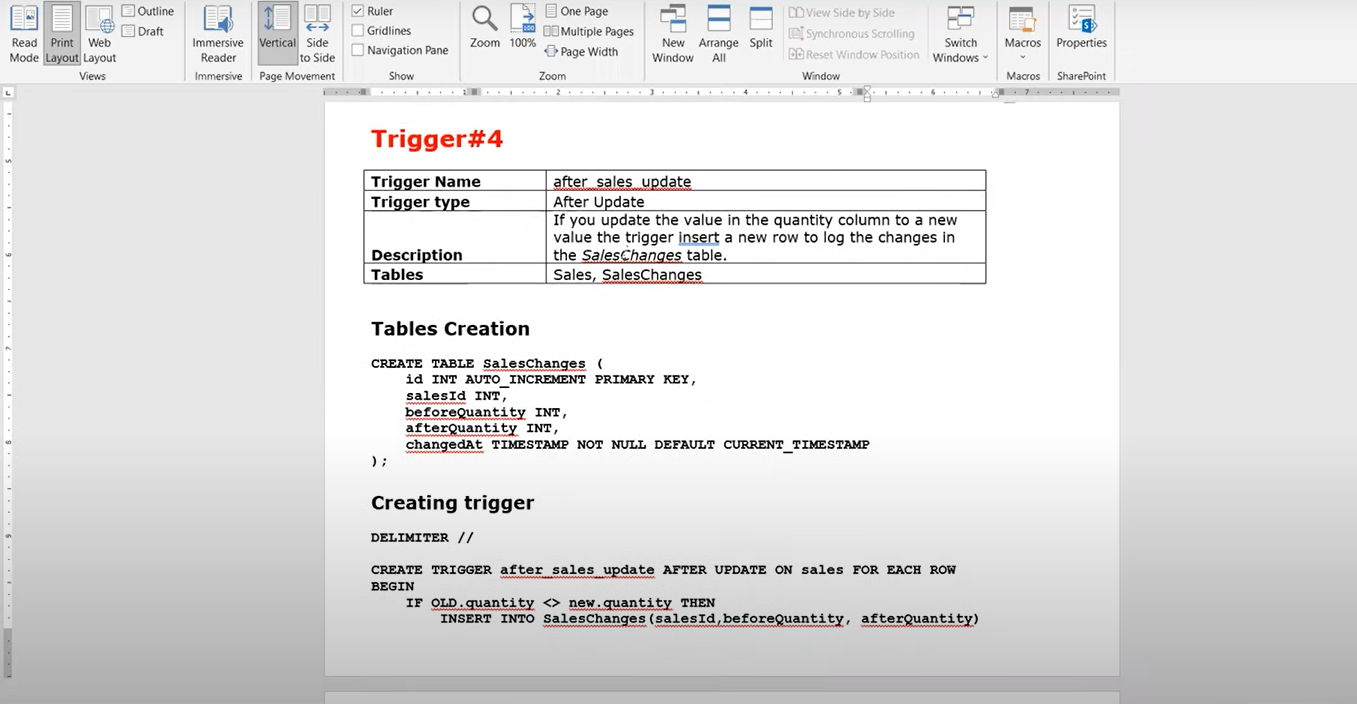 Read Mode
Print Layout
Web Layout
Outline
Draft
Views
Immersive Reader
Immersive
Vertical
Side to Side
Page Movement
Ruler
Gridlines
Navigation Pane
Show
Zoom
100%
One Page
Multiple Pages
Page Width
Zoom
New Window
Arrange All
Split
View Side by Side
Synchronous Scrolling
Reset Window Position
Switch Windows
Window
Macros
Macros
Properties
SharePoint
1 2 3 4 5 6 7
Trigger#4
Trigger Name after_sales_update
Trigger type After Update
If you update the value in the quantity column to a new
value the trigger insert a new row to log the changes in
Description the SalesChanges table.
Tables Sales, SalesChanges
Tables Creation
CREATE TABLE SalesChanges (
id INT AUTO_INCREMENT PRIMARY KEY,
salesId INT,
beforeQuantity INT,
afterQuantity INT,
changedAt TIMESTAMP NOT NULL DEFAULT CURRENT_TIMESTAMP
);
Creating trigger
DELIMITER //
CREATE TRIGGER after_sales_update AFTER UPDATE ON sales FOR EACH ROW
BEGIN
IF OLD.quantity <> new.quantity THEN
INSERT INTO SalesChanges(salesId,beforeQuantity, afterQuantity)